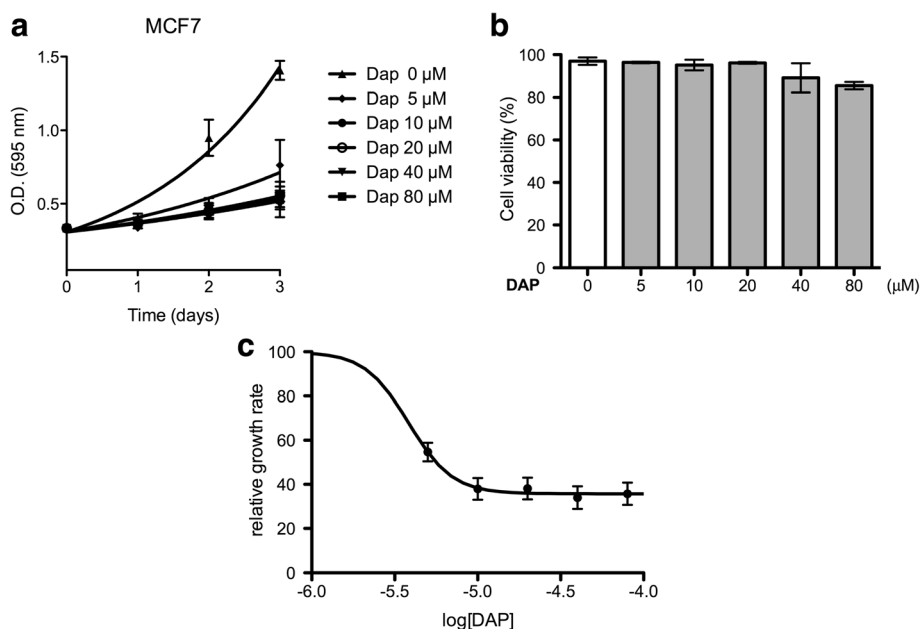 a
MCF7
1.5
1.0
0.5
O.D. (595 nm)
0
1
2
3
Time (days)
Dap 0 μM
Dap 5 μM
Dap 10 μM
Dap 20 μM
Dap 40 μM
Dap 80 μM
b
100
80
60
40
20
0
Cell viability (%)
DAP 0 5 10 20 40 80 (μM)
c
100
80
60
40
20
0
relative growth rate
-6.0 -5.5 -5.0 -4.5 -4.0
log[DAP]